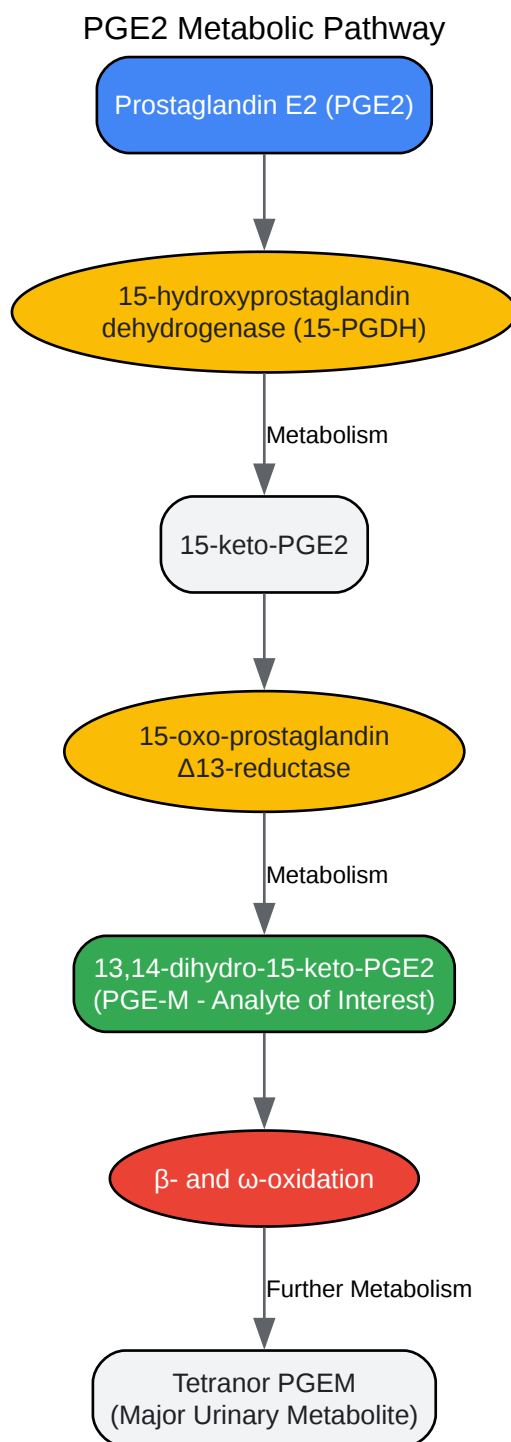 PGE2 Metabolic Pathway
Prostaglandin E2 (PGE2)
15-hydroxyprostaglandin
dehydrogenase (15-PGDH)
Metabolism
15-keto-PGE2
15-oxo-prostaglandin
Δ13-reductase
Metabolism
13,14-dihydro-15-keto-PGE2
(PGE-M - Analyte of Interest)
β- and ω-oxidation
Further Metabolism
Tetranor PGEM
(Major Urinary Metabolite)